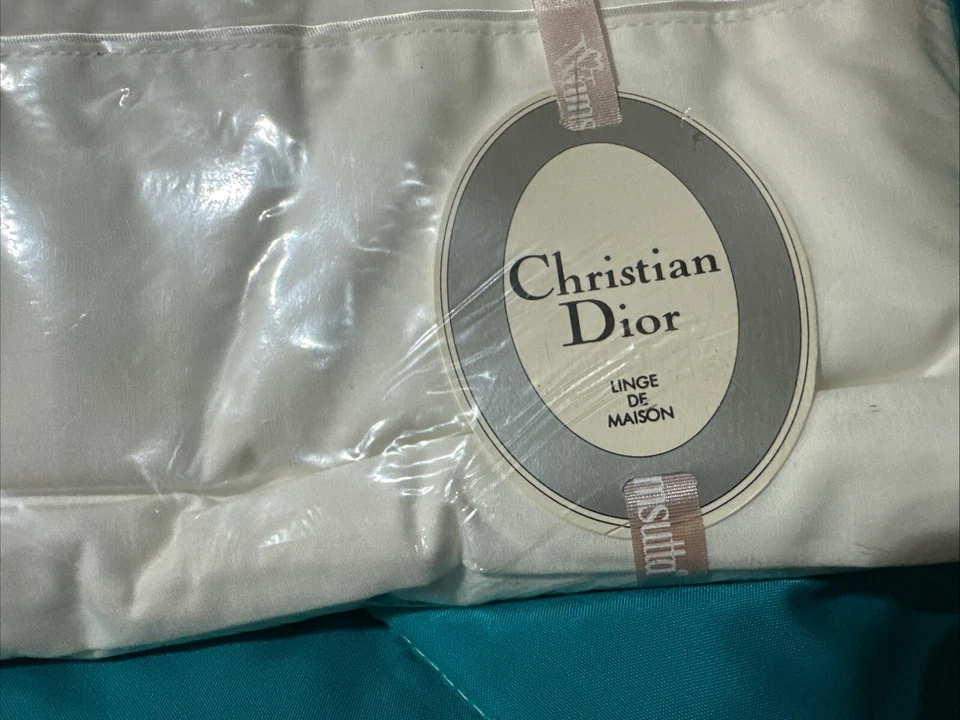 Christian
Dior
LINGE
DE
MAISON